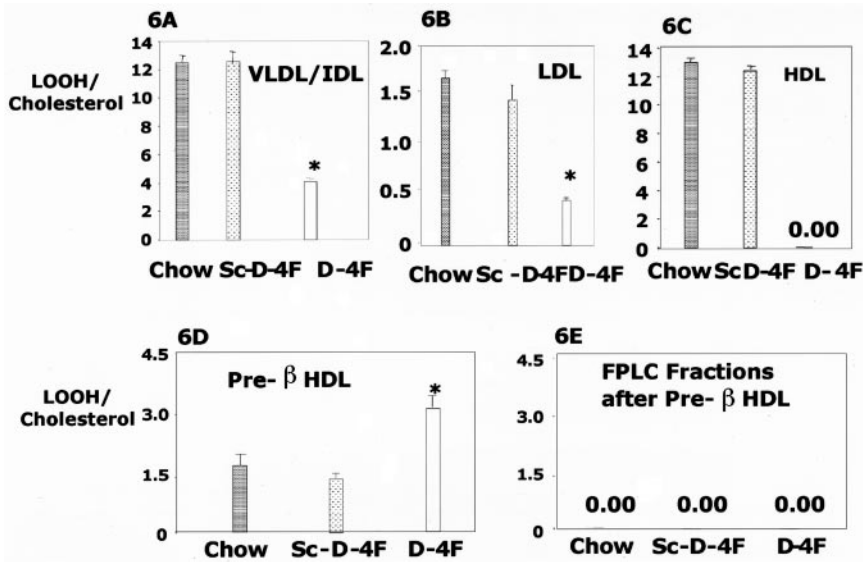 6A
14
12
10
8
6
4
2
0
LOOH/
Cholesterol
VLDL/IDL
*
Chow Sc-D-4F D-4F
6B
2.0
1.5
1.0
0.5
0
LDL
*
Chow Sc -D4FD-4F
6C
14
12
10
8
6
4
2
0
HDL
0.00
Chow ScD-4F D- 4F
6D
4.5
3.0
1.5
0
LOOH/
Cholesterol
Pre- β HDL
*
Chow Sc-D-4F D-4F
6E
4.5
3.0
1.5
0
FPLC Fractions
after Pre- β HDL
0.00 0.00 0.00
Chow Sc-D-4F D-4F